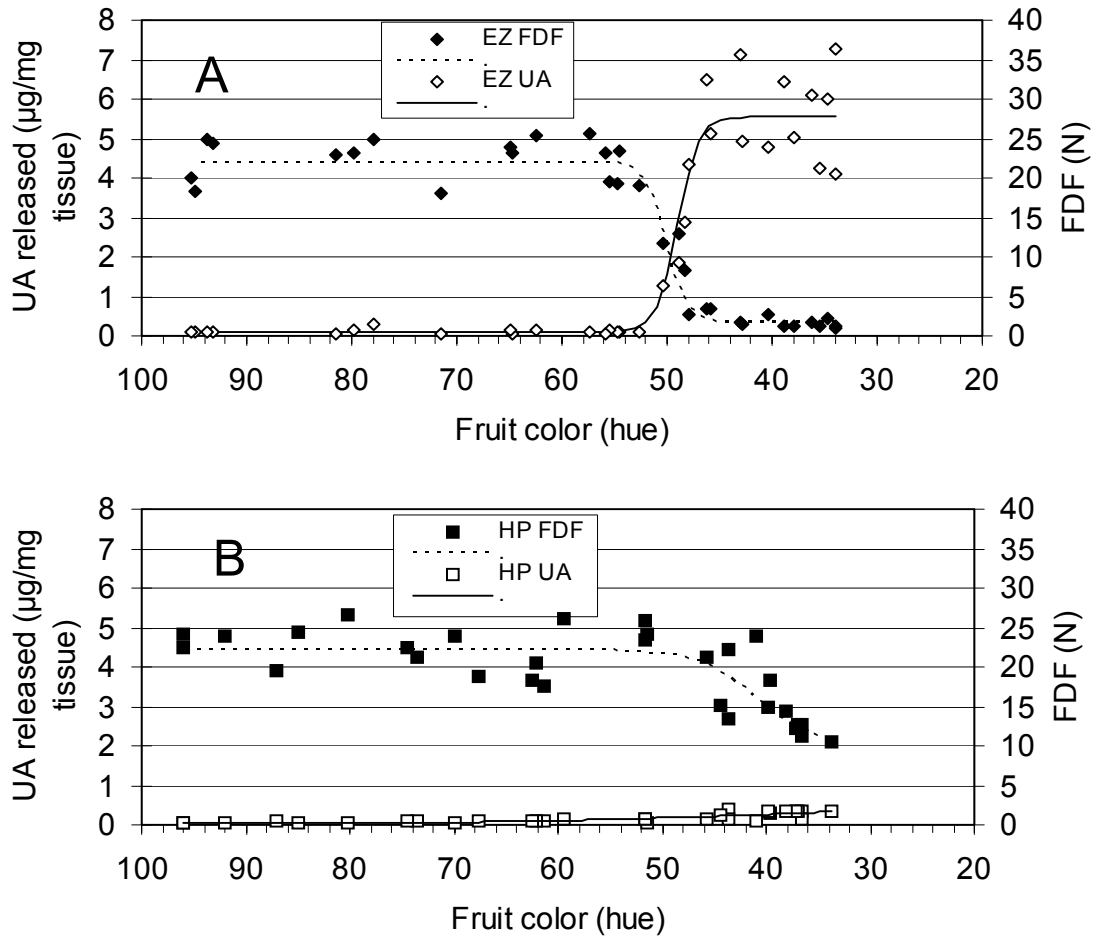 8
7
6
5
4
3
2
1
0
UA released (µg/mg
tissue)
A
EZ FDF
.
EZ UA
.
40
35
30
25
20
15
10
5
0
FDF (N)
100 90 80 70 60 50 40 30 20
Fruit color (hue)
8
7
6
5
4
3
2
1
0
UA released (µg/mg
tissue)
B
HP FDF
.
HP UA
.
40
35
30
25
20
15
10
5
0
FDF (N)
100 90 80 70 60 50 40 30 20
Fruit color (hue)